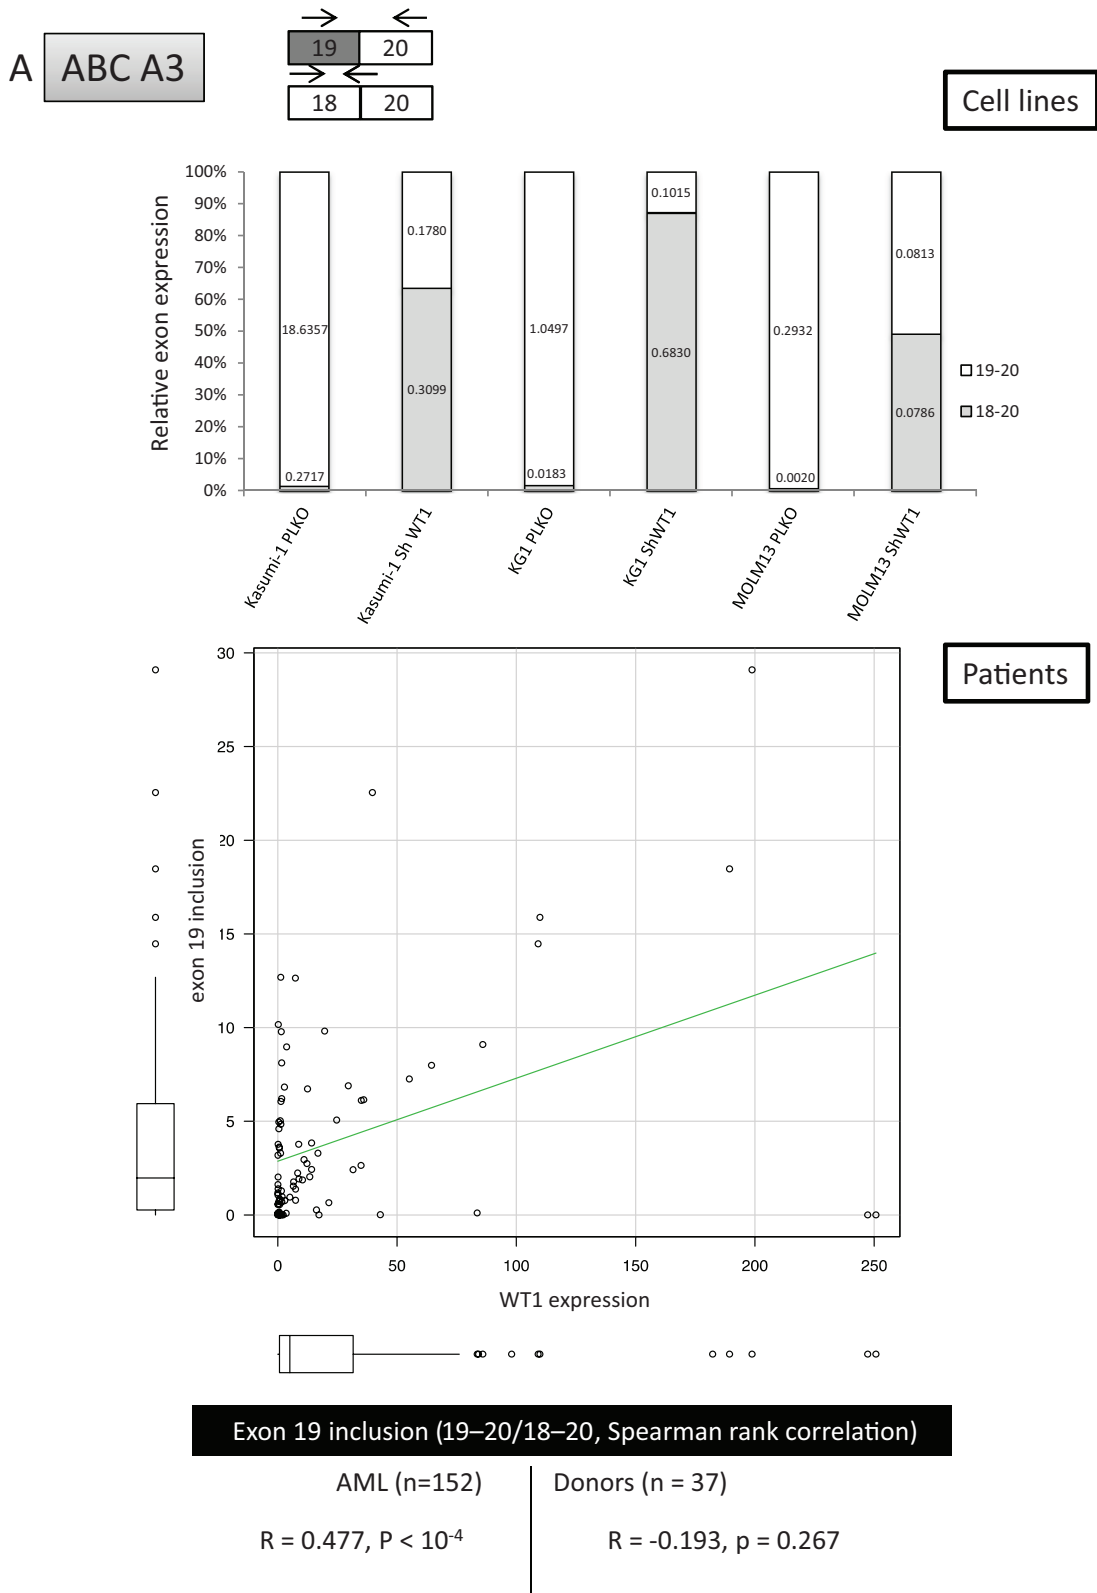 A ABC A3
19 20
18 20
Cell lines
Relative exon expression
100%
90%
80%
70%
60%
50%
40%
30%
20%
10%
0%
18.6357
0.2717
0.1780
0.3099
1.0497
0.0183
0.1015
0.6830
0.2932
0.0020
0.0813
0.0786
19-20
18-20
Kasumi-1 PLKO
Kasumi-1 Sh WT1
KG1 PLKO
KG1 ShWT1
MOLM13 PLKO
MOLM13 ShWT1
Patients
exon 19 inclusion
30
25
20
15
10
5
0
0 50 100 150 200 250
WT1 expression
Exon 19 inclusion (19–20/18–20, Spearman rank correlation)
AML (n=152) Donors (n = 37)
R = 0.477, P < 10-4 R = -0.193, p = 0.267